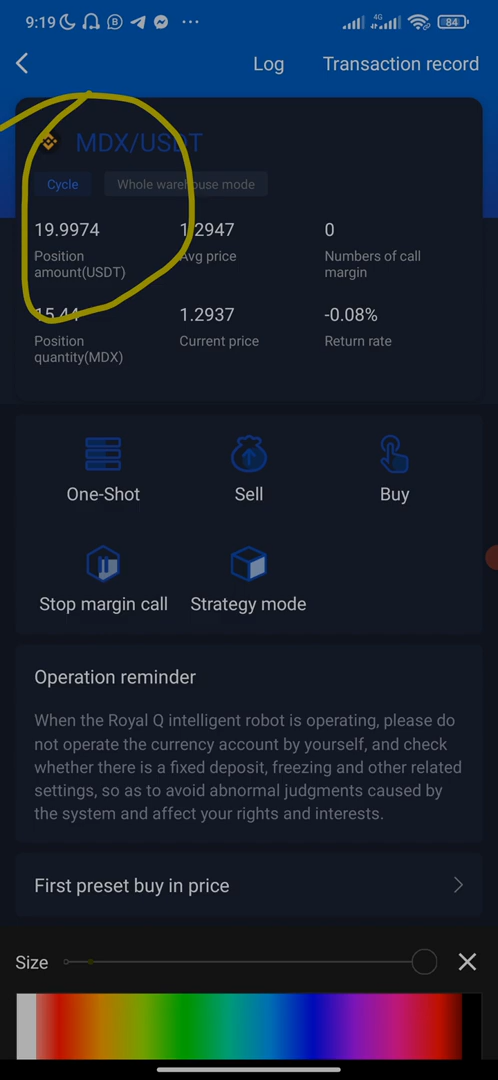 9:19
4G
84
Log Transaction record
MDX/USDT
Cycle Whole warehouse mode
19.9974 1.2947 0
Position amount(USDT) Avg price Numbers of call margin
15.44 1.2937 -0.08%
Position quantity(MDX) Current price Return rate
One-Shot Sell Buy
Stop margin call Strategy mode
Operation reminder
When the Royal Q intelligent robot is operating, please do
not operate the currency account by yourself, and check
whether there is a fixed deposit, freezing and other related
settings, so as to avoid abnormal judgments caused by
the system and affect your rights and interests.
First preset buy in price
Size